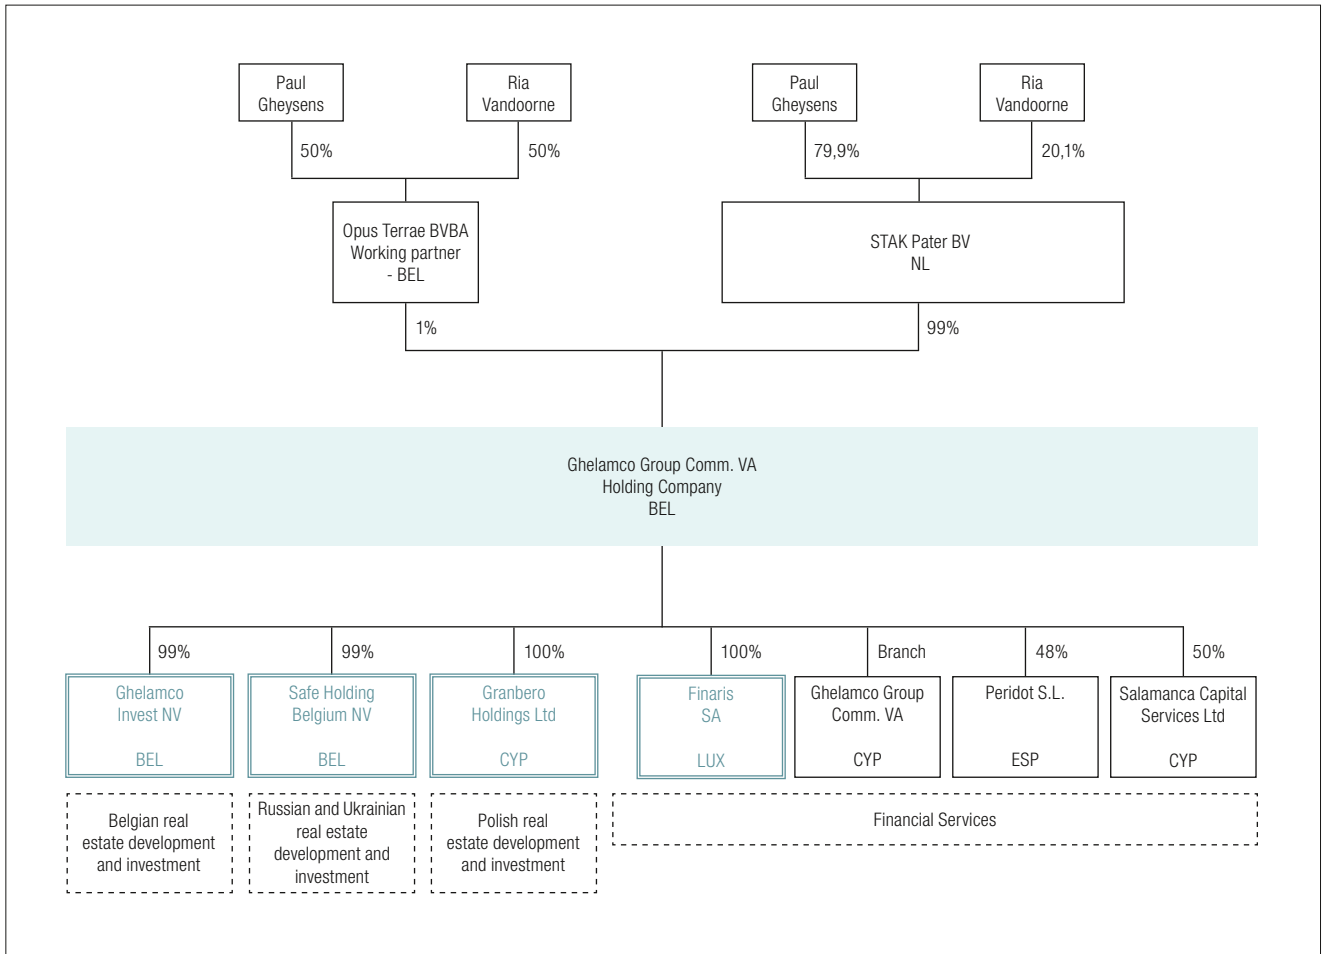 Paul
Gheysens
Ria
Vandoorne
Paul
Gheysens
Ria
Vandoorne
50%
50%
79,9%
20,1%
Opus Terrae BVBA
Working partner
- BEL
STAK Pater BV
NL
1%
99%
Ghelamco Group Comm. VA
Holding Company
BEL
99%
99%
100%
100%
Branch
48%
50%
Ghelamco
Invest NV
BEL
Safe Holding
Belgium NV
BEL
Granbero
Holdings Ltd
CYP
Finaris
SA
LUX
Ghelamco Group
Comm. VA
CYP
Peridot S.L.
ESP
Salamanca Capital
Services Ltd
CYP
Belgian real
estate development
and investment
Russian and Ukrainian
real estate
development and
investment
Polish real
estate development
and investment
Financial Services